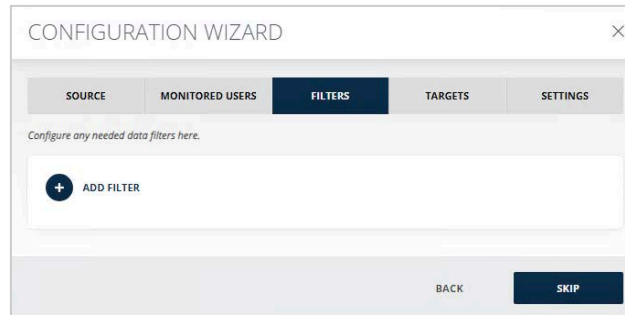 CONFIGURATION WIZARD
SOURCE MONITORED USERS FILTERS TARGETS SETTINGS
Configure any needed data filters here.
+ ADD FILTER
BACK SKIP